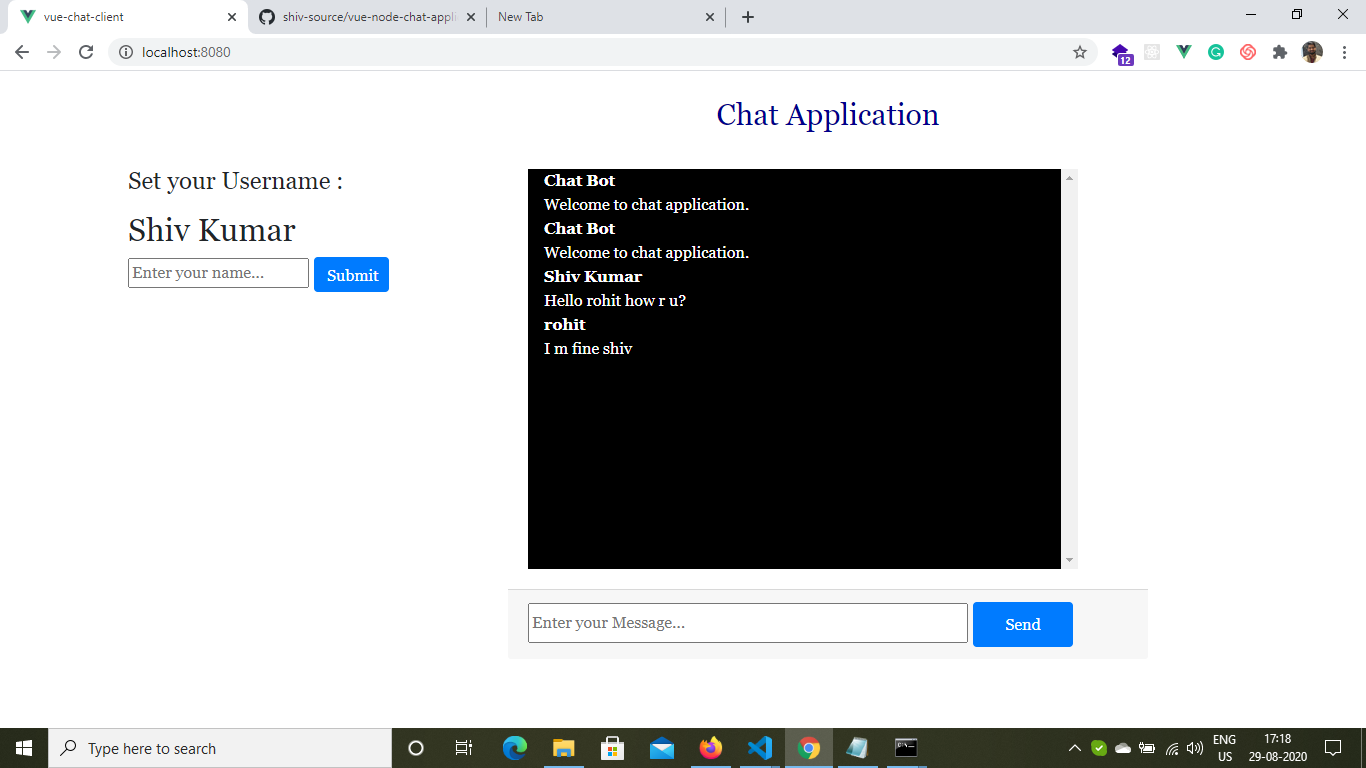 vue-chat-client
shiv-source/vue-node-chat-appli
New Tab
localhost:8080
12
Chat Application
Set your Username :
Shiv Kumar
Enter your name...
Submit
Chat Bot
Welcome to chat application.
Chat Bot
Welcome to chat application.
Shiv Kumar
Hello rohit how r u?
rohit
I m fine shiv
Enter your Message...
Send
Type here to search
ENG
US
17:18
29-08-2020